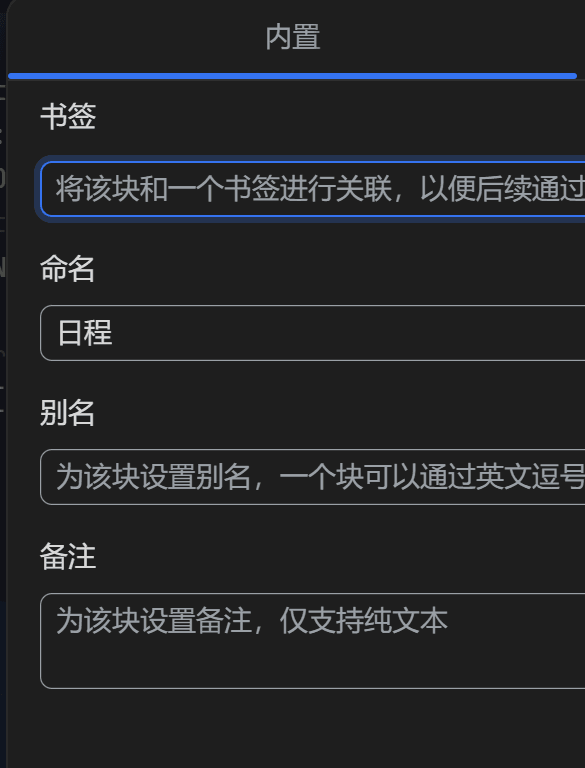 内置
书签
将该块和一个书签进行关联，以便后续通过
命名
日程
别名
为该块设置别名，一个块可以通过英文逗号
备注
为该块设置备注，仅支持纯文本